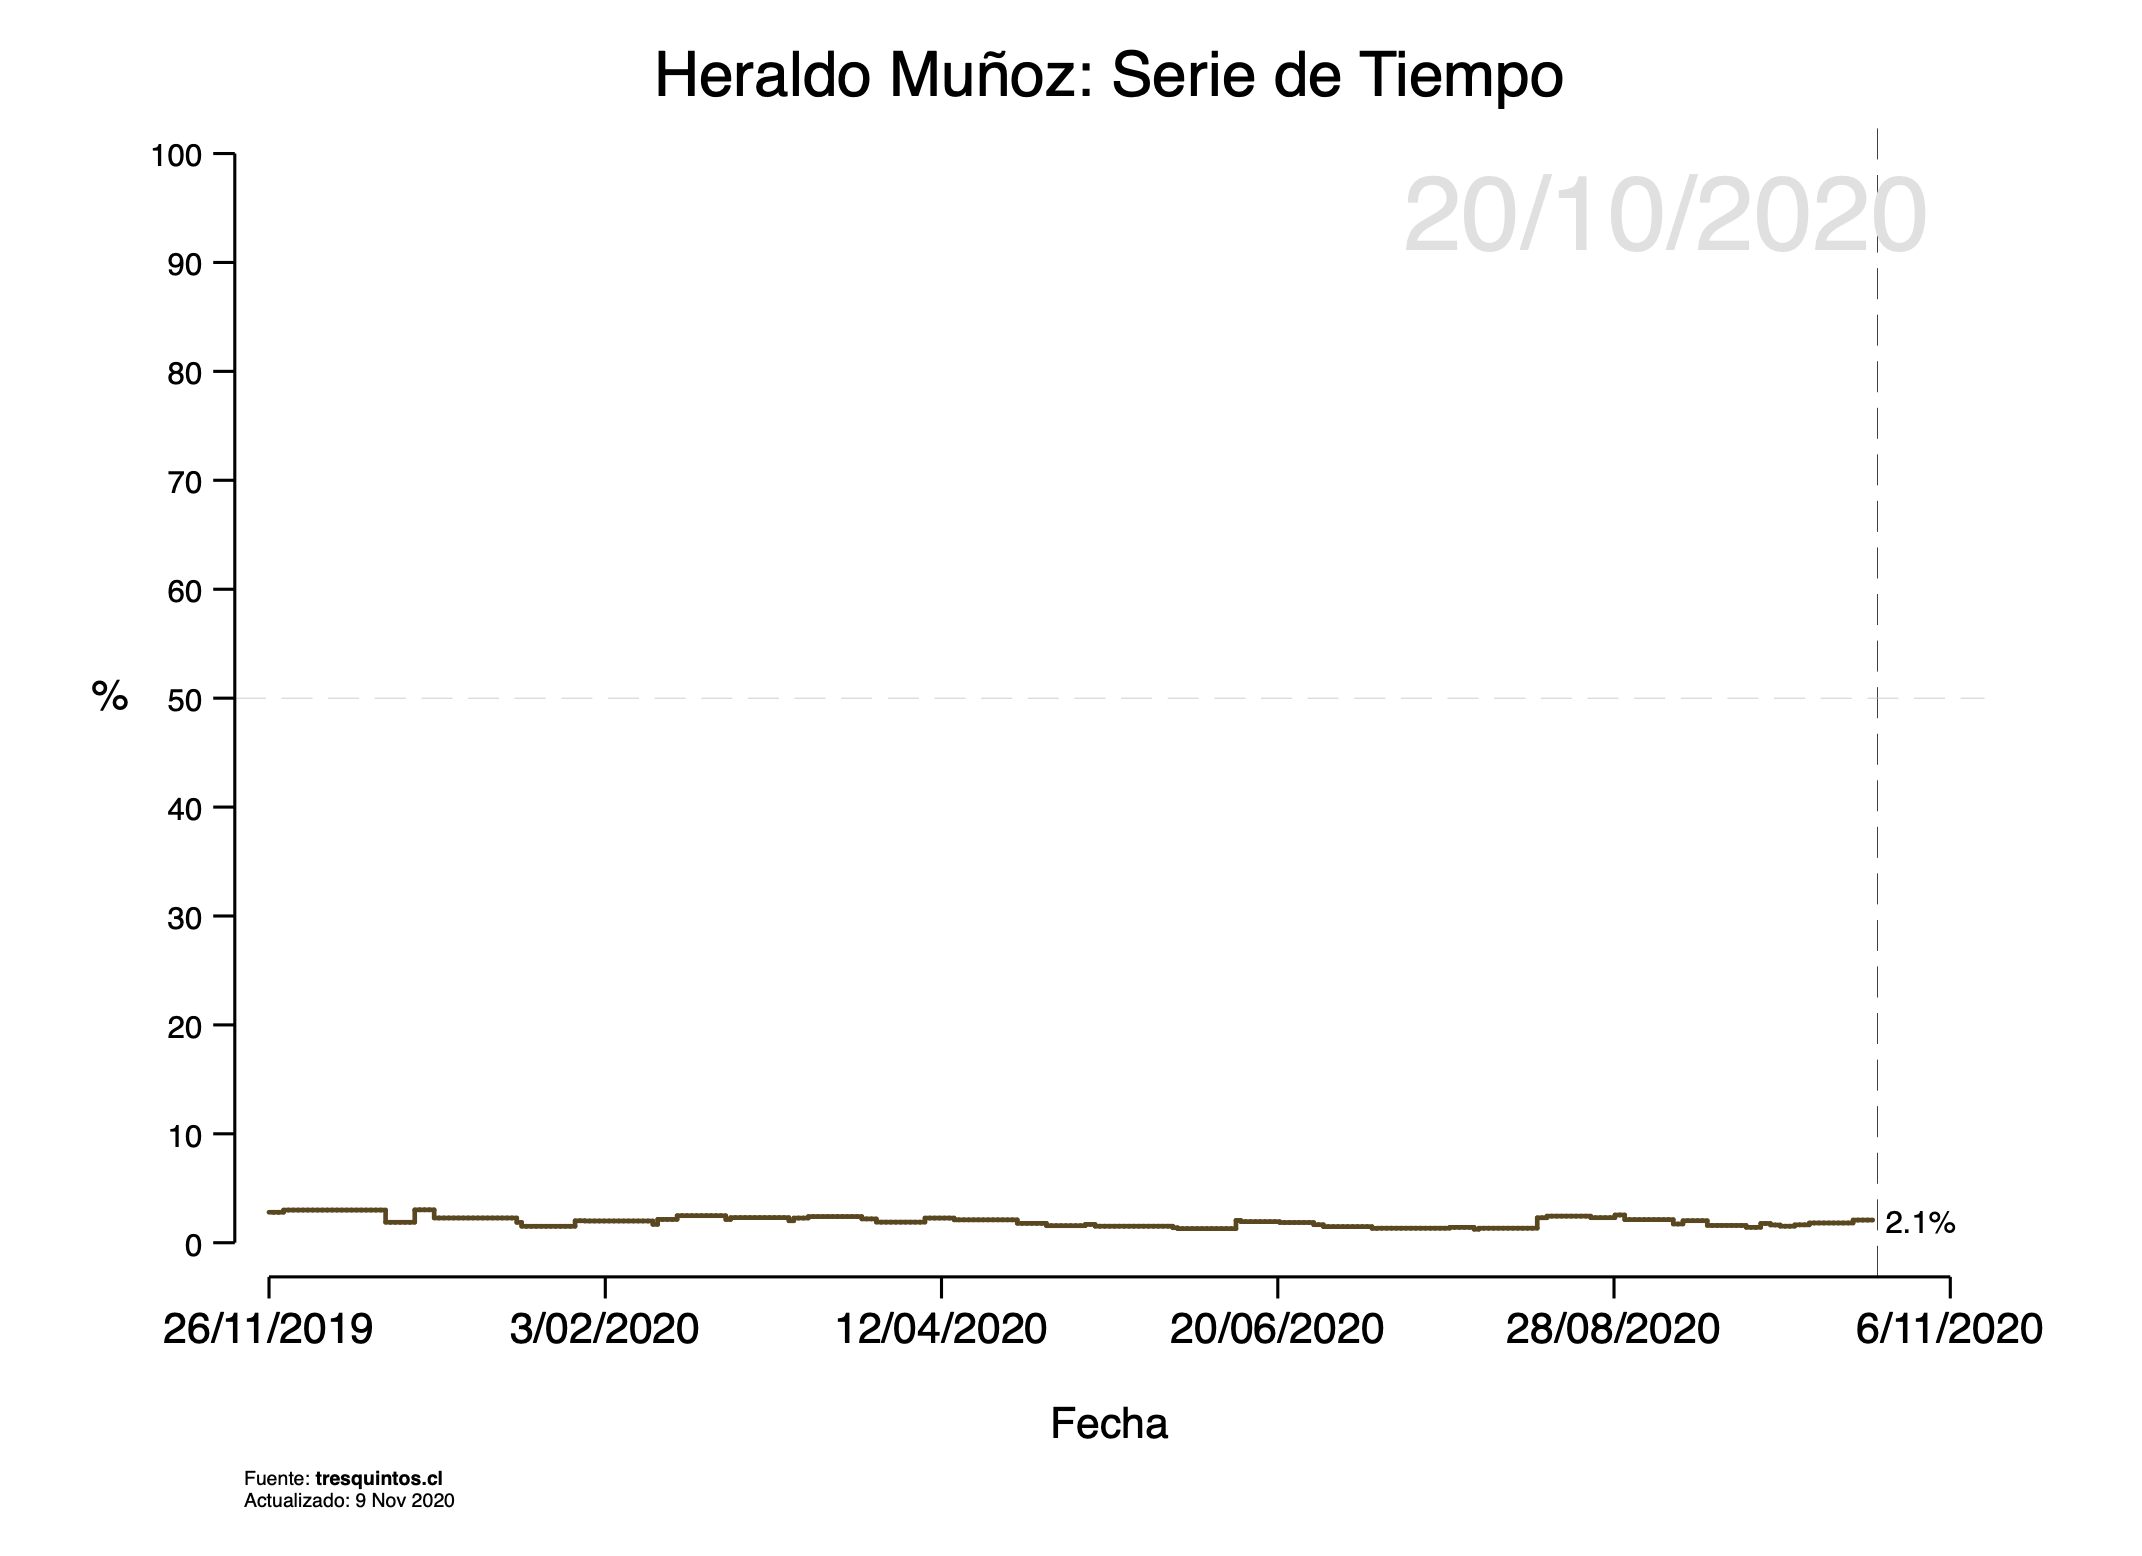 Heraldo Muñoz: Serie de Tiempo
20/10/2020
100
90
80
70
60
50
40
30
20
10
0
%
2.1%
26/11/2019 3/02/2020 12/04/2020 20/06/2020 28/08/2020 6/11/2020
Fecha
Fuente: tresquintos.cl
Actualizado: 9 Nov 2020